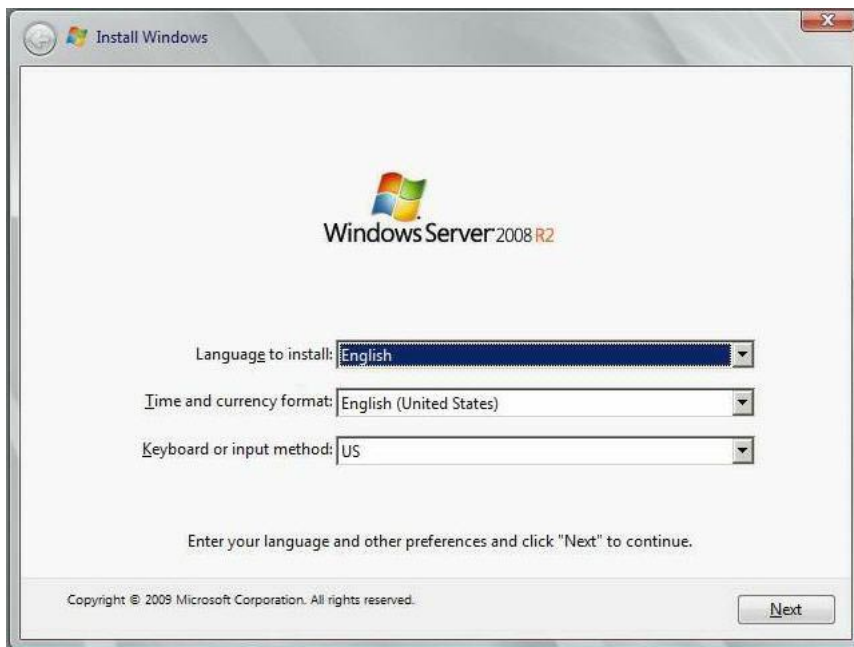 Install Windows
Windows Server 2008 R2
Language to install: English
Time and currency format: English (United States)
Keyboard or input method: US
Enter your language and other preferences and click "Next" to continue.
Copyright © 2009 Microsoft Corporation. All rights reserved.
Next